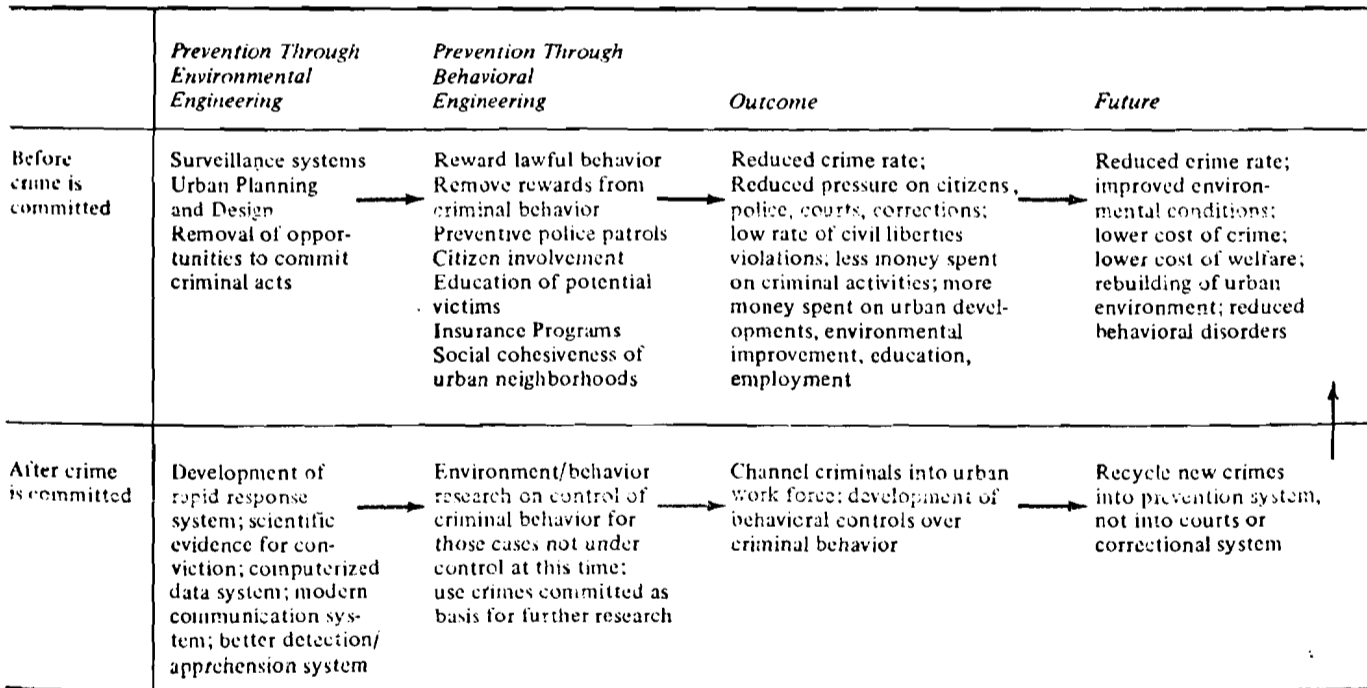 Prevention Through
Environmental
Engineering
Prevention Through
Behavioral
Engineering
Outcome
Future
Before
crime is
committed
Surveillance systems
Urban Planning
and Design
Removal of oppor-
tunities to commit
criminal acts
Reward lawful behavior
Remove rewards from
criminal behavior
Preventive police patrols
Citizen involvement
Education of potential
victims
Insurance Programs
Social cohesiveness of
urban neighborhoods
Reduced crime rate;
Reduced pressure on citizens,
police, courts, corrections;
low rate of civil liberties
violations; less money spent
on criminal activities; more
money spent on urban devel-
opments, environmental
improvement, education,
employment
Reduced crime rate;
improved environ-
mental conditions;
lower cost of crime;
lower cost of welfare;
rebuilding of urban
environment; reduced
behavioral disorders
After crime
is committed
Development of
rapid response
system; scientific
evidence for con-
viction; computerized
data system; modern
communication sys-
tem; better detection/
apprehension system
Environment/behavior
research on control of
criminal behavior for
those cases not under
control at this time;
use crimes committed as
basis for further research
Channel criminals into urban
work force; development of
behavioral controls over
criminal behavior
Recycle new crimes
into prevention system,
not into courts or
correctional system